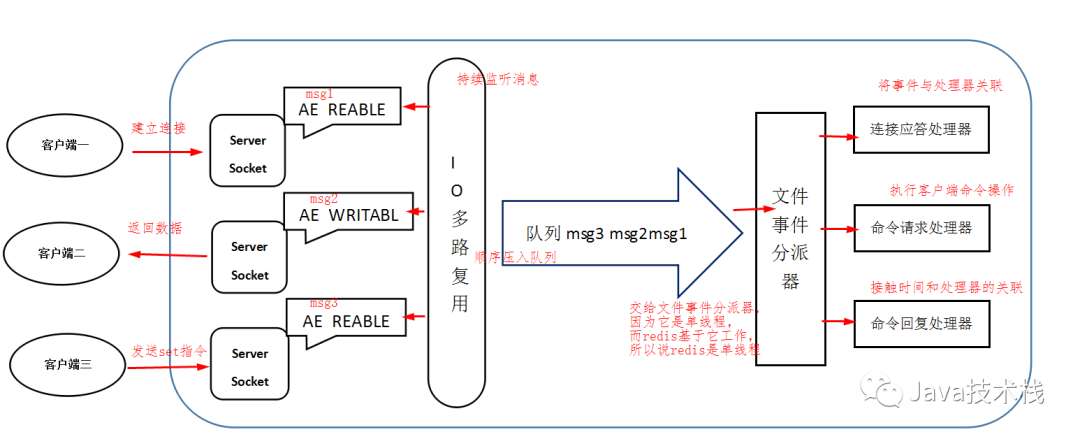 客户端一
建立连接
Server
Socket
msg1
AE REABLE
客户端二
返回数据
Server
Socket
msg2
AE WRITABL
客户端三
发送set指令
Server
Socket
msg3
AE REABLE
持续监听消息
IO多路复用
顺序压入队列
队列 msg3 msg2msg1
交给文件事件分派器，
因为它是单线程，
而redis基于它工作，
所以说redis是单线程
文件
事件
分派
器
将事件与处理器关联
连接应答处理器
执行客户端命令操作
命令请求处理器
接触时间和处理器的关联
命令回复处理器
Java技术栈